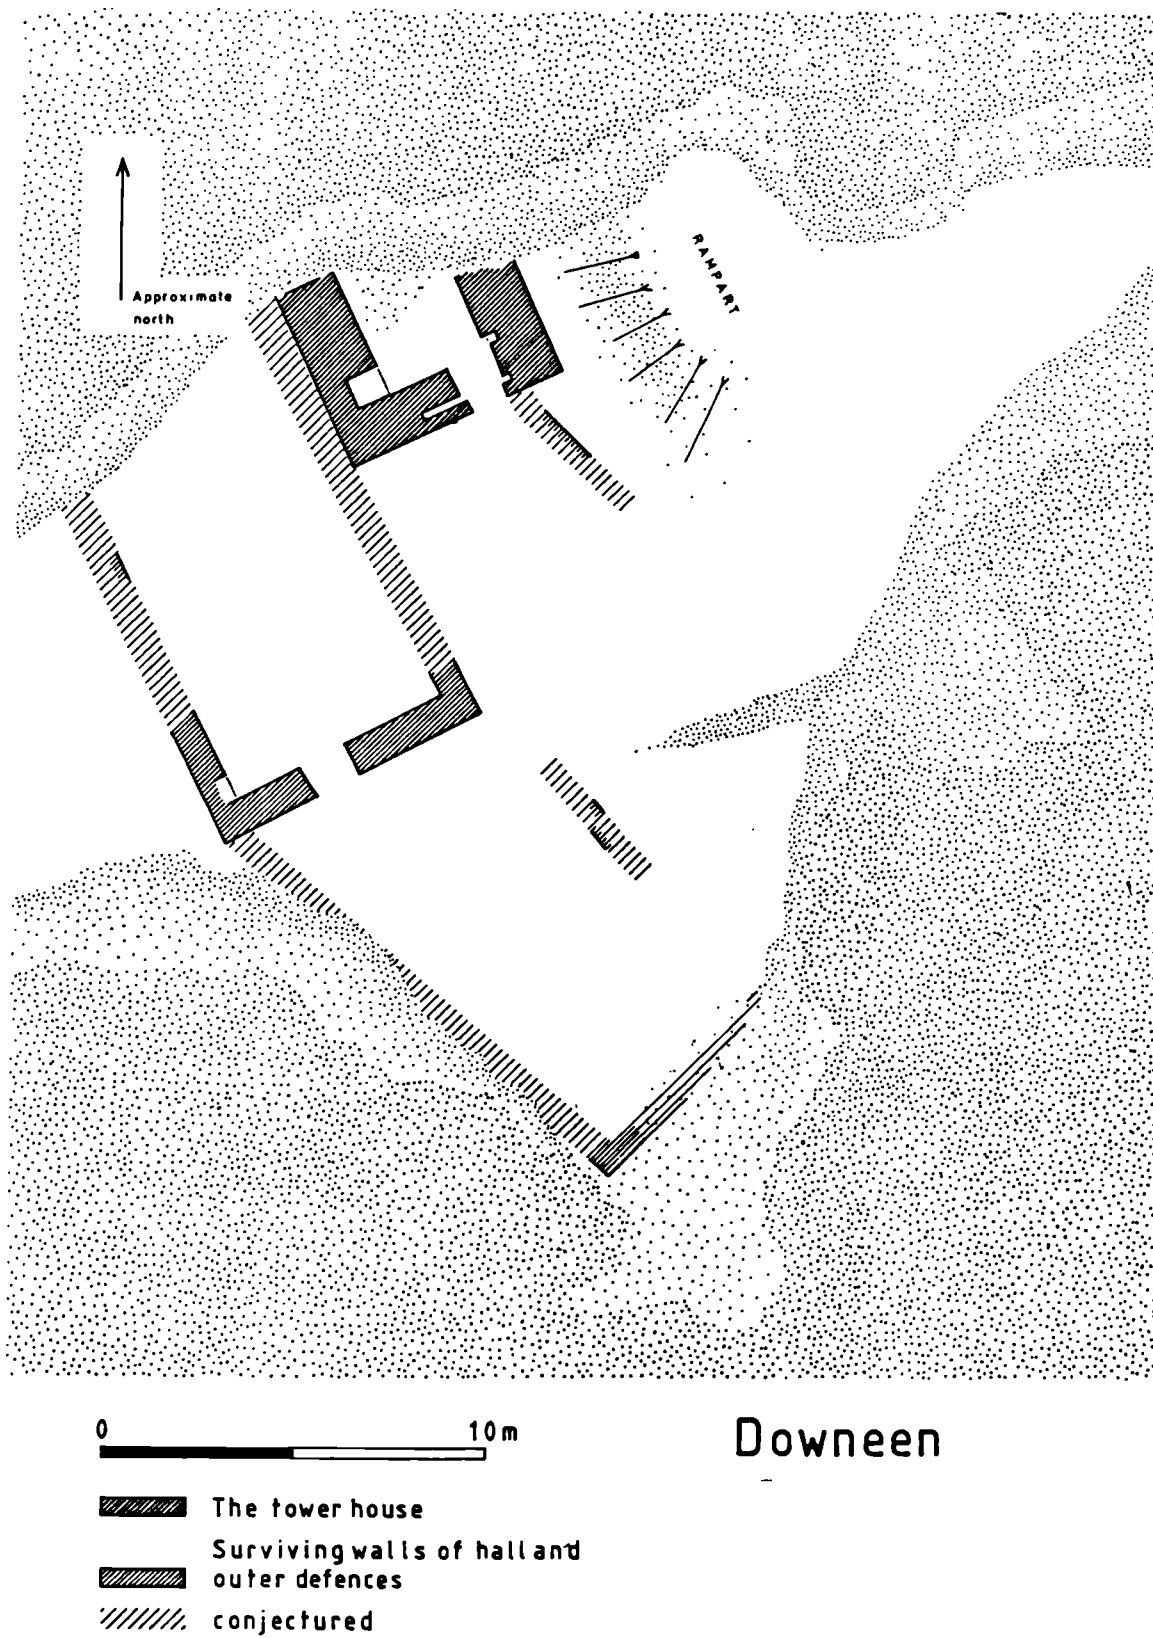 RAMPART
Approximate
north
0 10m
Downeen
The tower house
Surviving walls of hall and
outer defences
conjectured